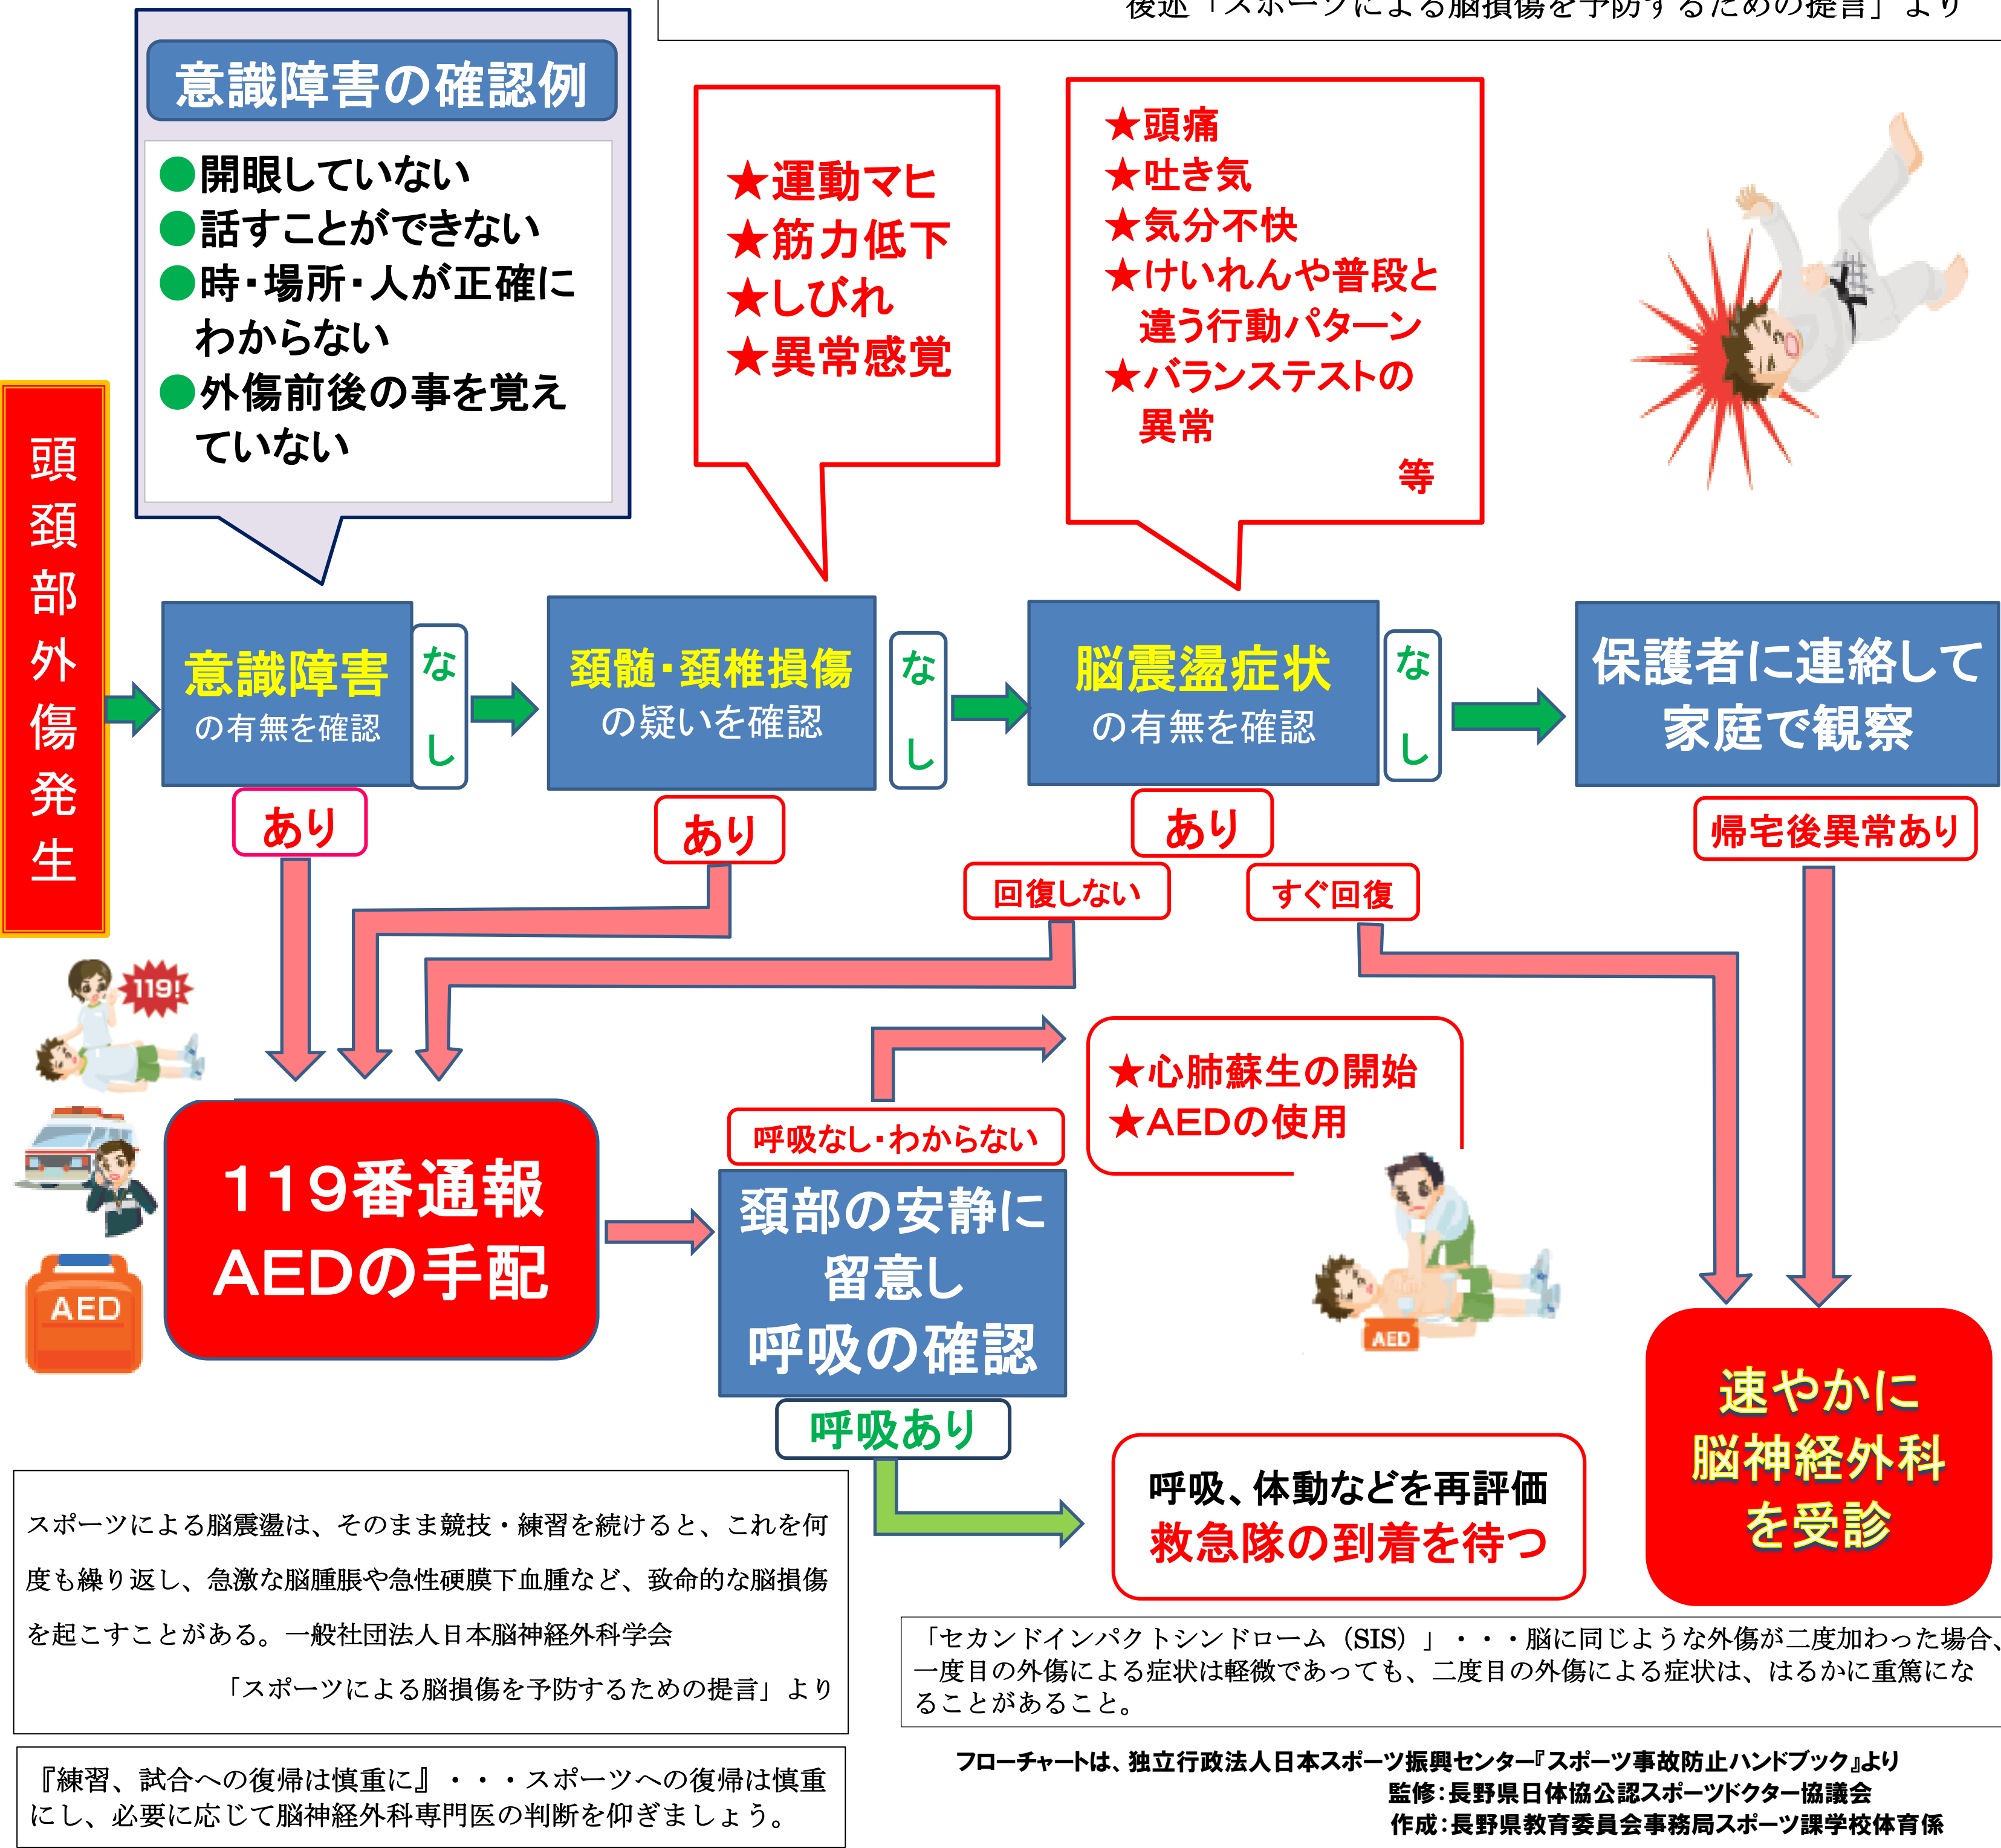 後述「スポーツによる脳損傷を予防するための提言」より
意識障害の確認例
●開眼していない
●話すことができない
●時・場所・人が正確に
わからない
●外傷前後の事を覚え
ていない
★運動マヒ
★筋力低下
★しびれ
★異常感覚
★頭痛
★吐き気
★気分不快
★けいれんや普段と
違う行動パターン
★バランステストの
異常
等
頭頚部外傷発生
意識障害
の有無を確認
なし
頚髄・頚椎損傷
の疑いを確認
なし
脳震盪症状
の有無を確認
なし
保護者に連絡して
家庭で観察
あり
あり
あり
帰宅後異常あり
回復しない
すぐ回復
119!
★心肺蘇生の開始
★AEDの使用
呼吸なし・わからない
119番通報
AEDの手配
頚部の安静に
留意し
呼吸の確認
AED
AED
呼吸あり
速やかに
脳神経外科
を受診
呼吸、体動などを再評価
救急隊の到着を待つ
スポーツによる脳震盪は、そのまま競技・練習を続けると、これを何
度も繰り返し、急激な脳腫脹や急性硬膜下血腫など、致命的な脳損傷
を起こすことがある。一般社団法人日本脳神経外科学会
「スポーツによる脳損傷を予防するための提言」より
「セカンドインパクトシンドローム（SIS）」・・・脳に同じような外傷が二度加わった場合、
一度目の外傷による症状は軽微であっても、二度目の外傷による症状は、はるかに重篤にな
ることがあること。
『練習、試合への復帰は慎重に』・・・スポーツへの復帰は慎重
にし、必要に応じて脳神経外科専門医の判断を仰ぎましょう。
フローチャートは、独立行政法人日本スポーツ振興センター『スポーツ事故防止ハンドブック』より
監修：長野県日体協公認スポーツドクター協議会
作成：長野県教育委員会事務局スポーツ課学校体育係